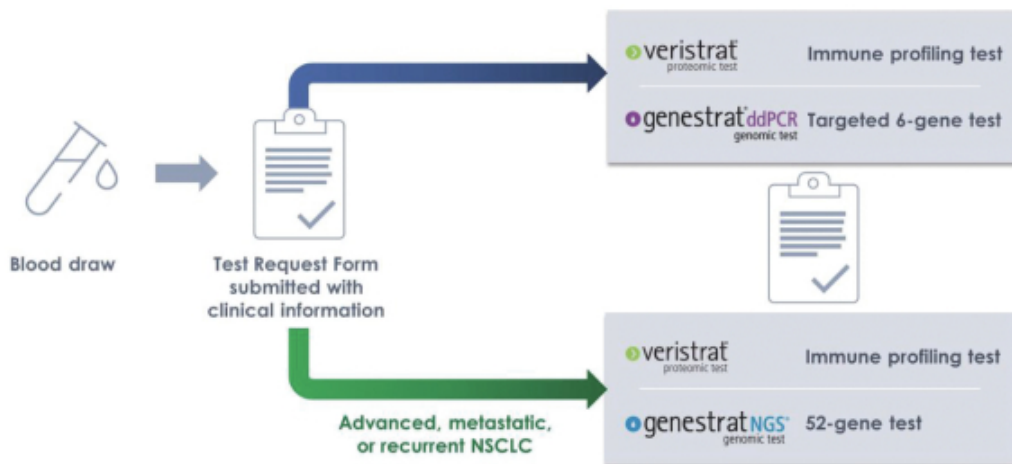 veristrat®
proteomic test
Immune profiling test
genestrat® ddPCR
genomic test
Targeted 6-gene test
Blood draw
Test Request Form
submitted with
clinical information
veristrat®
proteomic test
Immune profiling test
genestrat NGS®
genomic test
52-gene test
Advanced, metastatic,
or recurrent NSCLC